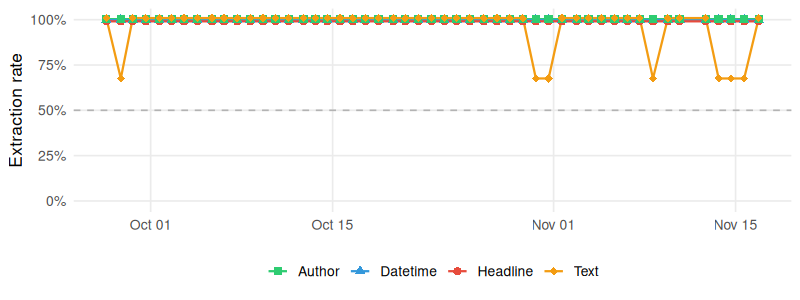 Extraction rate
100%
75%
50%
25%
0%
Oct 01 Oct 15 Nov 01 Nov 15
Author Datetime Headline Text